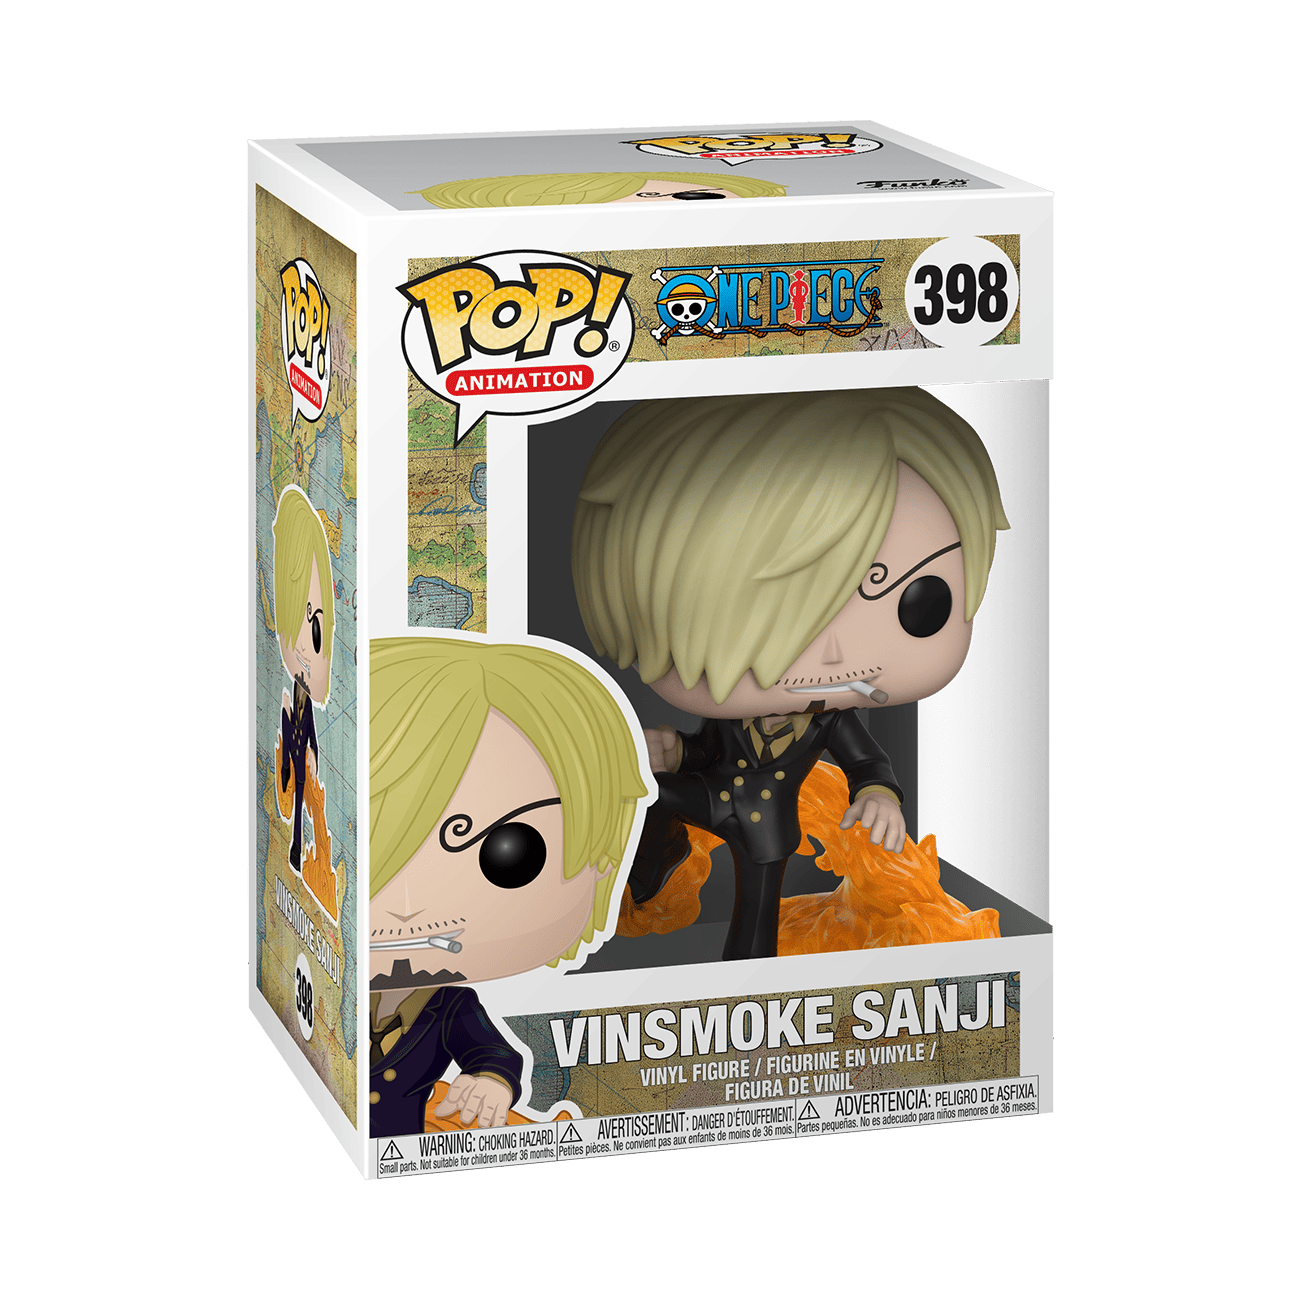 POP!
ANIMATION
Funko
POP!
ANIMATION
VINSMOKE SANJI
398
POP!®
ANIMATION
ONE PIECE
398
VINSMOKE SANJI
VINYL FIGURE / FIGURINE EN VINYLE /
FIGURA DE VINIL
WARNING: CHOKING HAZARD.
Small parts. Not suitable for children under 36 months.
AVERTISSEMENT: DANGER D'ÉTOUFFEMENT.
Petites pièces. Ne convient pas aux enfants de moins de 36 mois.
ADVERTENCIA: PELIGRO DE ASFIXIA.
Partes pequeñas. No es adecuado para niños menores de 36 meses.